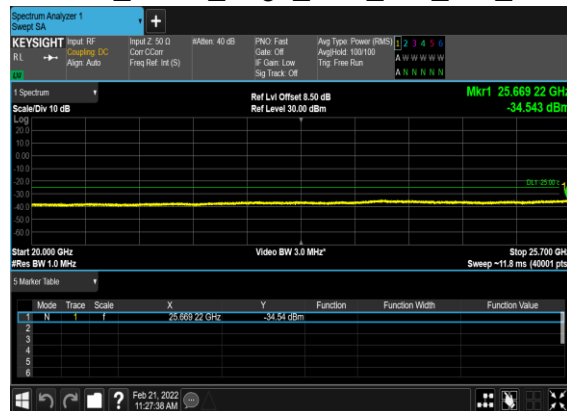 Spectrum Analyzer 1
Swept SA
+
KEYSIGHT Input: RF Input Z: 50 Ω #Atten: 40 dB PNO: Fast Avg Type: Power (RMS) 1 2 3 4 5 6
RL Coupling: DC Corr CCorr Gate: Off Avg|Hold: 100/100 A W W W W W
Align: Auto Freq Ref: Int (S) IF Gain: Low Trig: Free Run
Sig Track: Off A N N N N N
1 Spectrum Ref Lvl Offset 8.50 dB Mkr1 25.669 22 GHz
Scale/Div 10 dB Ref Level 30.00 dBm -34.543 dBm
Log
20.0
10.0
0.00
-10.0
-20.0
-30.0
-40.0
-50.0
-60.0
1
Start 20.000 GHz Video BW 3.0 MHz* Stop 25.700 GHz
#Res BW 1.0 MHz Sweep ~11.8 ms (40001 pts
5 Marker Table
Mode Trace Scale X Y Function Function Width Function Value
1 N 1 f 25.669 22 GHz -34.54 dBm
2
3
4
5
6
? Feb 21, 2022
11:27:38 AM